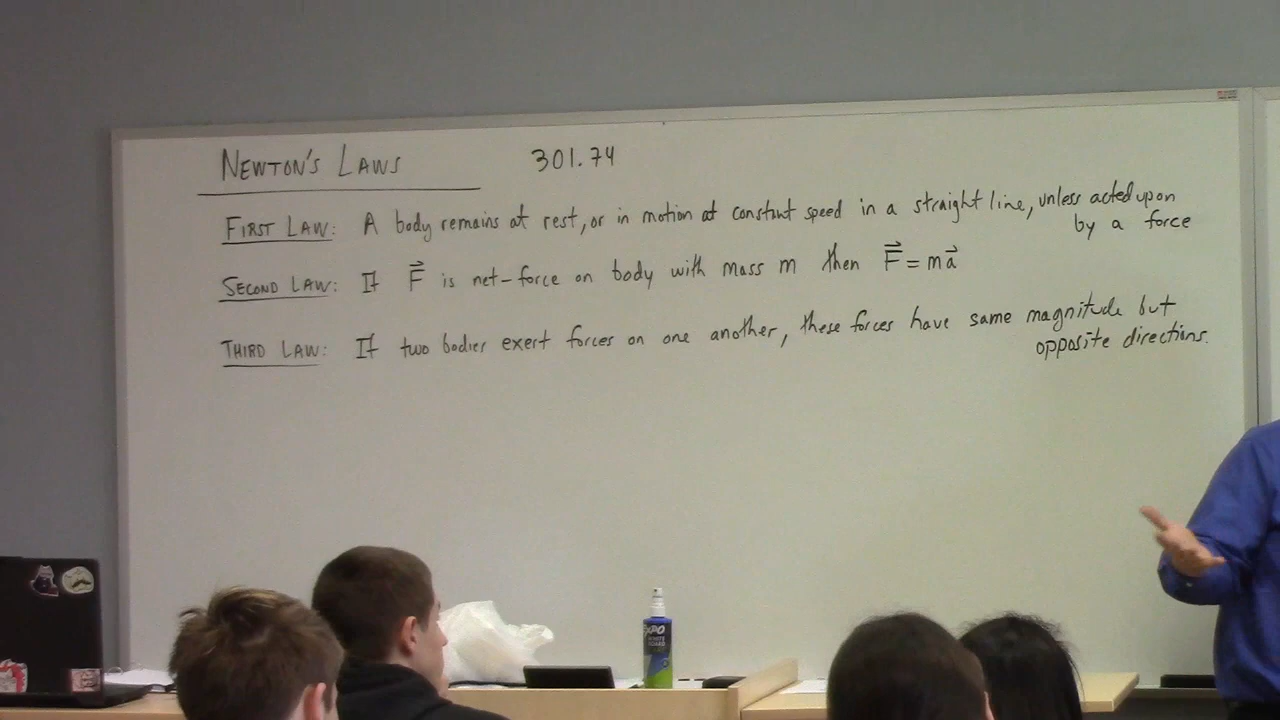 NEWTON'S LAWS 301.74
FIRST LAW: A body remains at rest, or in motion at constant speed in a straight line, unless acted upon
by a force
SECOND LAW: If F⃗ is net-force on body with mass m then F⃗ = ma⃗
THIRD LAW: If two bodies exert forces on one another, these forces have same magnitude but
opposite directions.
EXPO
WHITE
BOARD